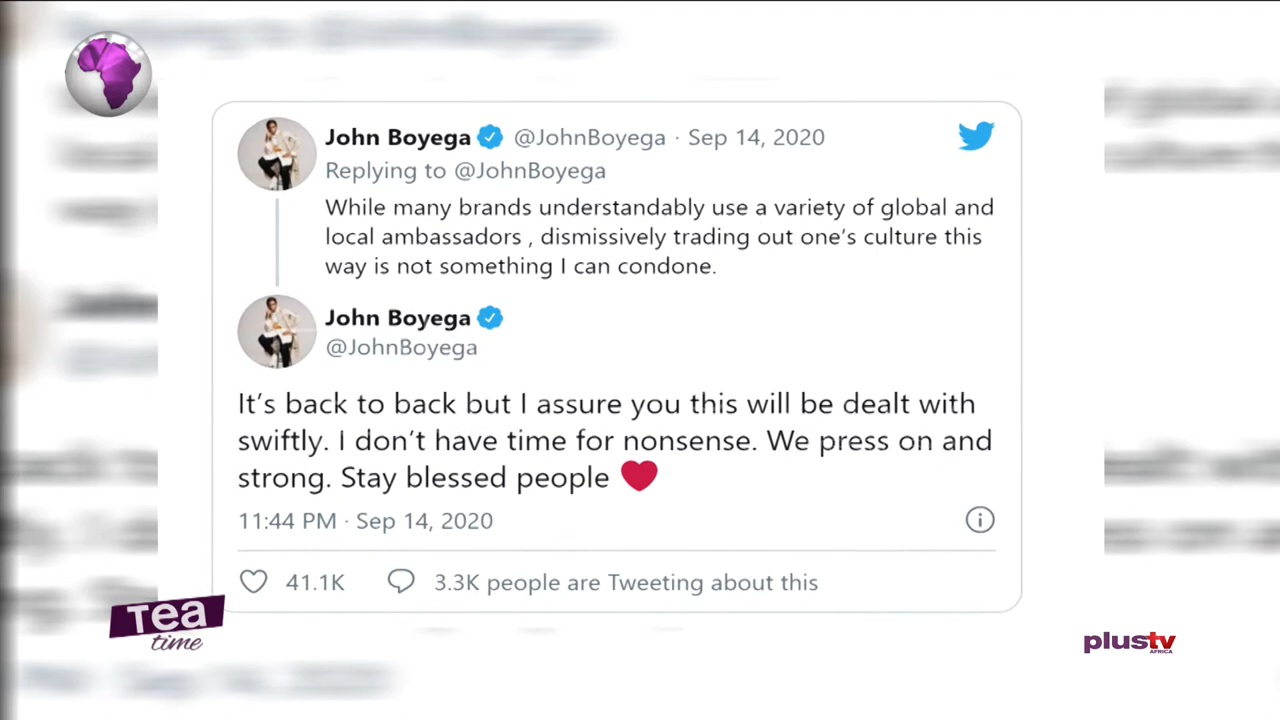 John Boyega @JohnBoyega · Sep 14, 2020
Replying to @JohnBoyega
While many brands understandably use a variety of global and
local ambassadors , dismissively trading out one's culture this
way is not something I can condone.
John Boyega
@JohnBoyega
It's back to back but I assure you this will be dealt with
swiftly. I don't have time for nonsense. We press on and
strong. Stay blessed people ❤
11:44 PM · Sep 14, 2020
41.1K 3.3K people are Tweeting about this
Tea
time
plustv
AFRICA